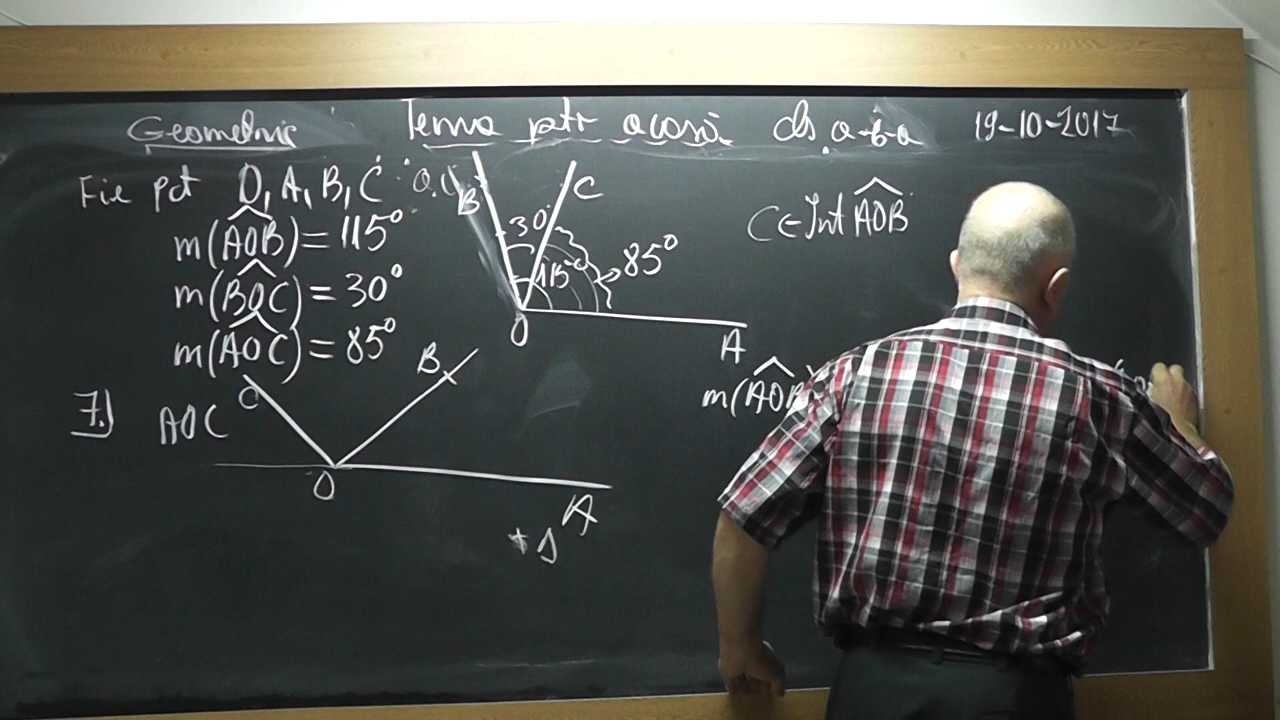 Geometrie Tema ptr acasă cls a-6-a 19-10-2017
Fie pct O, A, B, C
m(AOB) = 115°
m(BOC) = 30°
m(AOC) = 85°
B C
30°
115° 85°
O A
C ∈ Int AOB
m(AOB
7.) AOC
C B
O A